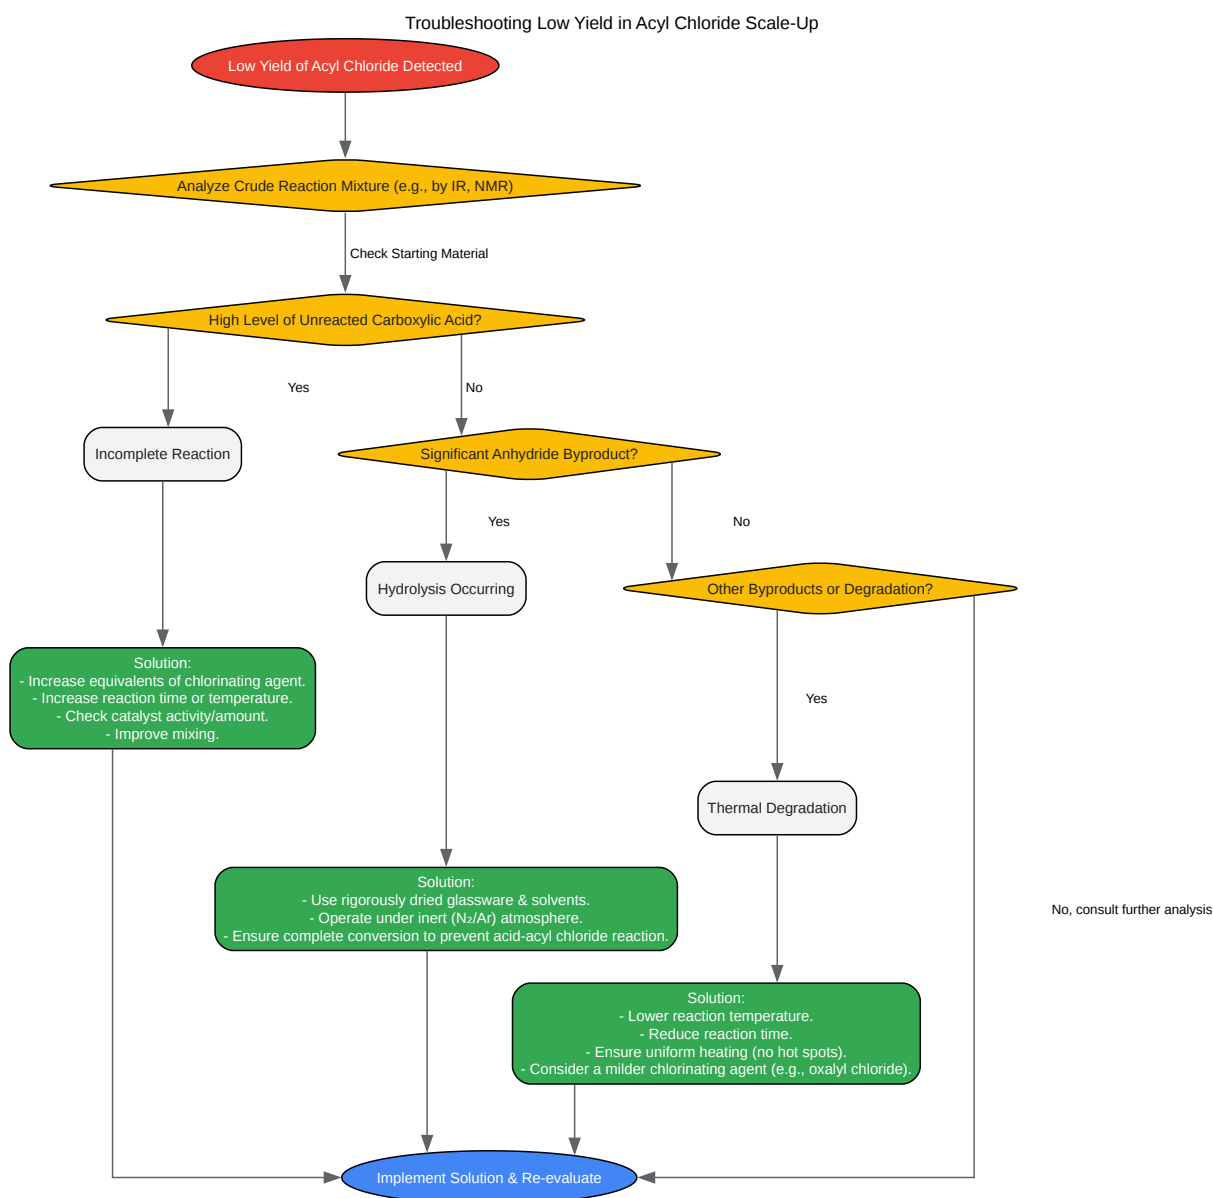 Troubleshooting Low Yield in Acyl Chloride Scale-Up
Low Yield of Acyl Chloride Detected
Analyze Crude Reaction Mixture (e.g., by IR, NMR)
Check Starting Material
High Level of Unreacted Carboxylic Acid?
Yes
No
Incomplete Reaction
Significant Anhydride Byproduct?
Yes
No
Hydrolysis Occurring
Other Byproducts or Degradation?
Solution:
- Increase equivalents of chlorinating agent.
- Increase reaction time or temperature.
- Check catalyst activity/amount.
- Improve mixing.
Yes
Thermal Degradation
Solution:
- Use rigorously dried glassware & solvents.
- Operate under inert (N₂/Ar) atmosphere.
- Ensure complete conversion to prevent acid-acyl chloride reaction.
No, consult further analysis
Solution:
- Lower reaction temperature.
- Reduce reaction time.
- Ensure uniform heating (no hot spots).
- Consider a milder chlorinating agent (e.g., oxalyl chloride).
Implement Solution & Re-evaluate